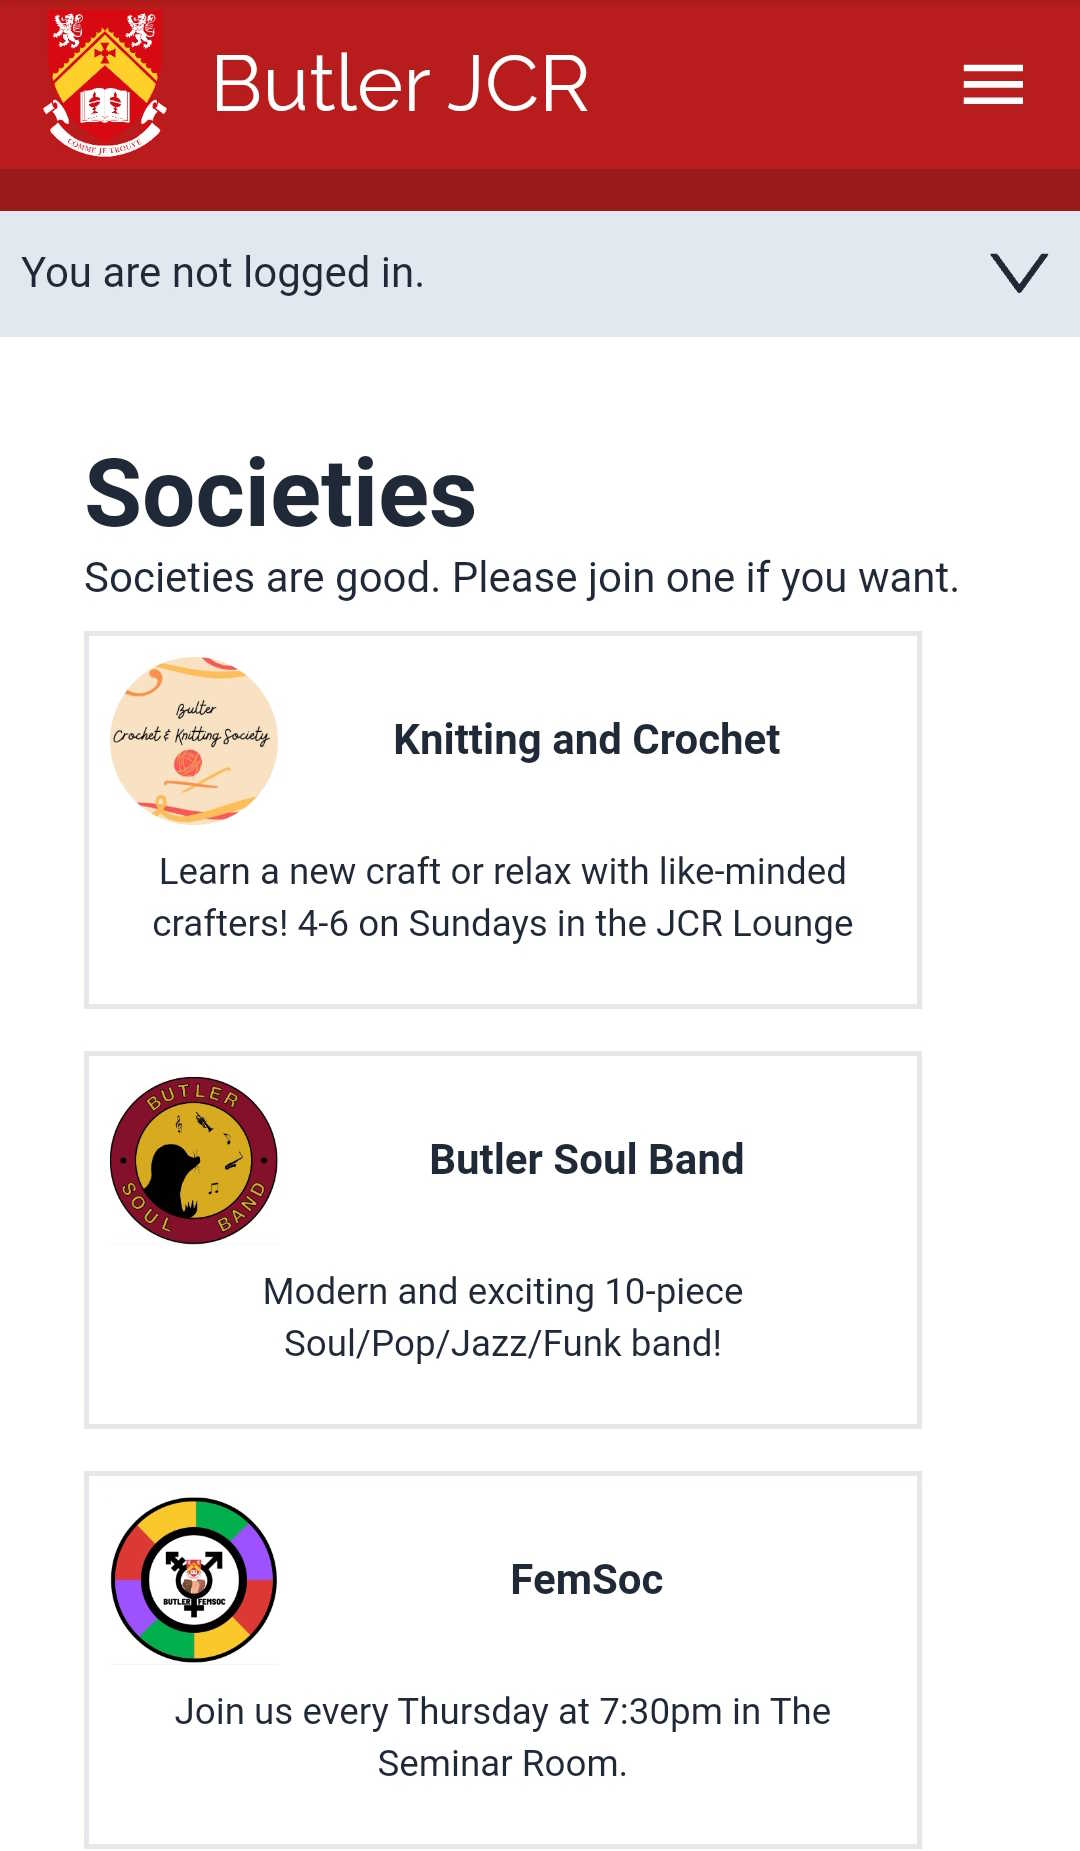 COMME JE TROUVE
Butler JCR
You are not logged in.
Societies
Societies are good. Please join one if you want.
Bulter
Crochet & Knitting Society
Knitting and Crochet
Learn a new craft or relax with like-minded
crafters! 4-6 on Sundays in the JCR Lounge
BUTLER
SOUL BAND
Butler Soul Band
Modern and exciting 10-piece
Soul/Pop/Jazz/Funk band!
BUTLER FEMSOC
FemSoc
Join us every Thursday at 7:30pm in The
Seminar Room.